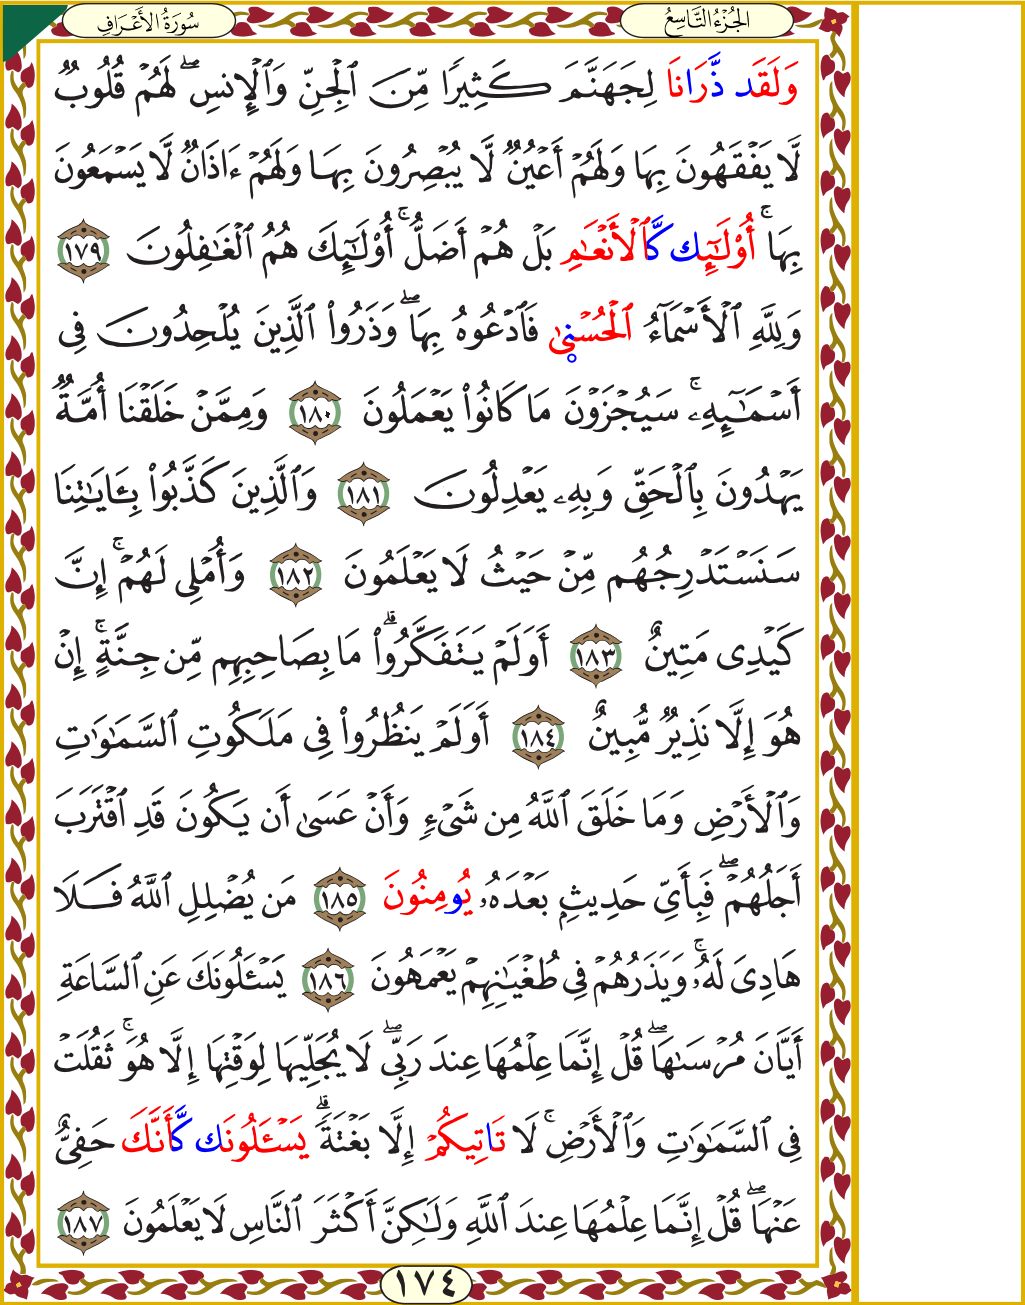 سُورَةُ الأَعْرَافِ
الجُزْءُ التَّاسِعُ
وَلَقَد ذَّرَانَا لِجَهَنَّمَ كَثِيرًا مِّنَ ٱلْجِنِّ وَٱلْإِنسِ ۖ لَهُمْ قُلُوبٌ
لَّا يَفْقَهُونَ بِهَا وَلَهُمْ أَعْيُنٌ لَّا يُبْصِرُونَ بِهَا وَلَهُمْ ءَاذَانٌ لَّا يَسْمَعُونَ
بِهَا ۚ أُو۟لَـٰٓئِك كَّٱلْأَنْعَـٰمِ بَلْ هُمْ أَضَلُّ ۚ أُو۟لَـٰٓئِكَ هُمُ ٱلْغَـٰفِلُونَ ١٧٩
وَلِلَّهِ ٱلْأَسْمَآءُ ٱلْحُسْنٜىٰ فَٱدْعُوهُ بِهَا ۖ وَذَرُوا۟ ٱلَّذِينَ يُلْحِدُونَ فِى
أَسْمَـٰٓئِهِۦ ۚ سَيُجْزَوْنَ مَا كَانُوا۟ يَعْمَلُونَ ١٨٠ وَمِمَّنْ خَلَقْنَا أُمَّةٌ
يَهْدُونَ بِٱلْحَقِّ وَبِهِۦ يَعْدِلُونَ ١٨١ وَٱلَّذِينَ كَذَّبُوا۟ بِـَٔايَـٰتِنَا
سَنَسْتَدْرِجُهُم مِّنْ حَيْثُ لَا يَعْلَمُونَ ١٨٢ وَأُمْلِى لَهُمْ ۚ إِنَّ
كَيْدِى مَتِينٌ ١٨٣ أَوَلَمْ يَتَفَكَّرُوا۟ ۗ مَا بِصَاحِبِهِم مِّن جِنَّةٍ ۚ إِنْ
هُوَ إِلَّا نَذِيرٌ مُّبِينٌ ١٨٤ أَوَلَمْ يَنظُرُوا۟ فِى مَلَكُوتِ ٱلسَّمَـٰوَٰتِ
وَٱلْأَرْضِ وَمَا خَلَقَ ٱللَّهُ مِن شَىْءٍ وَأَنْ عَسَىٰ أَن يَكُونَ قَدِ ٱقْتَرَبَ
أَجَلُهُمْ ۖ فَبِأَىِّ حَدِيثٍ بَعْدَهُۥ يُومِنُونَ ١٨٥ مَن يُضْلِلِ ٱللَّهُ فَلَا
هَادِىَ لَهُۥ ۚ وَيَذَرُهُمْ فِى طُغْيَـٰنِهِمْ يَعْمَهُونَ ١٨٦ يَسْـَٔلُونَكَ عَنِ ٱلسَّاعَةِ
أَيَّانَ مُرْسَىٰهَا ۖ قُلْ إِنَّمَا عِلْمُهَا عِندَ رَبِّى ۖ لَا يُجَلِّيهَا لِوَقْتِهَا إِلَّا هُوَ ۚ ثَقُلَتْ
فِى ٱلسَّمَـٰوَٰتِ وَٱلْأَرْضِ ۚ لَا تَاتِيكُمْ إِلَّا بَغْتَةً ۗ يَسْـَٔلُونَك كَّأَنَّكَ حَفِىٌّ
عَنْهَا ۖ قُلْ إِنَّمَا عِلْمُهَا عِندَ ٱللَّهِ وَلَـٰكِنَّ أَكْثَرَ ٱلنَّاسِ لَا يَعْلَمُونَ ١٨٧
١٧٤